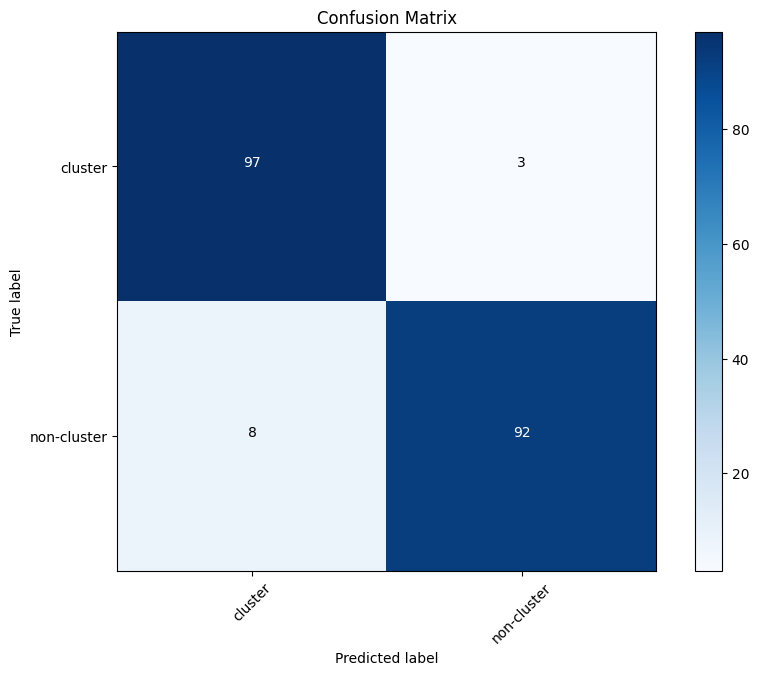 Confusion Matrix
True label
cluster
97
3
non-cluster
8
92
cluster
non-cluster
Predicted label
80
60
40
20